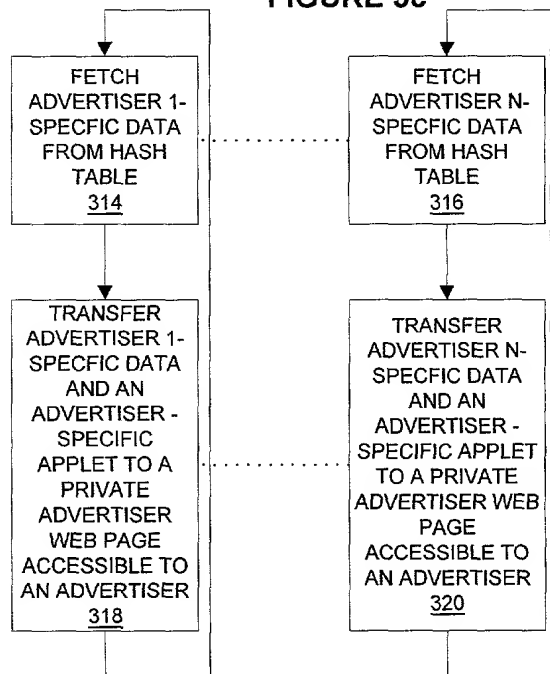 FETCH
ADVERTISER 1-
SPECFIC DATA
FROM HASH
TABLE
314
FETCH
ADVERTISER N-
SPECFIC DATA
FROM HASH
TABLE
316
TRANSFER
ADVERTISER 1-
SPECFIC DATA
AND AN
ADVERTISER -
SPECIFIC
APPLET TO A
PRIVATE
ADVERTISER
WEB PAGE
ACCESSIBLE TO
AN ADVERTISER
318
TRANSFER
ADVERTISER N-
SPECFIC DATA
AND AN
ADVERTISER -
SPECIFIC APPLET
TO A PRIVATE
ADVERTISER WEB
PAGE
ACCESSIBLE TO
AN ADVERTISER
320